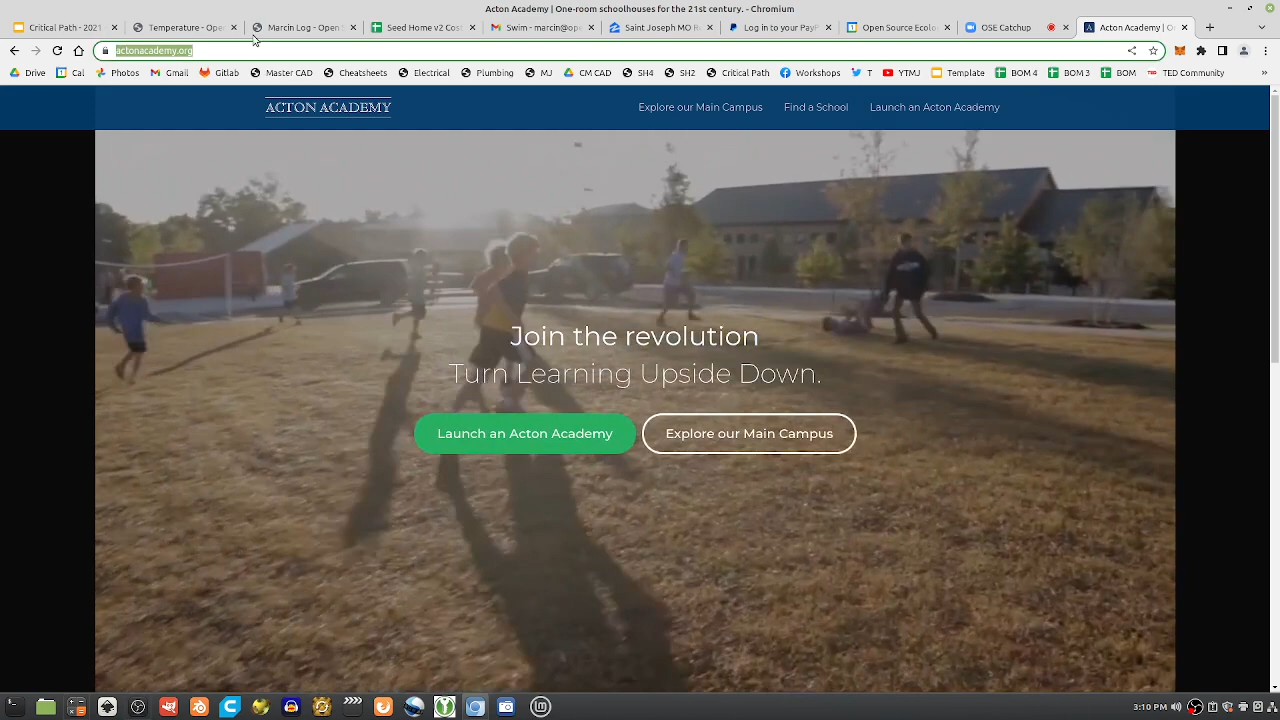 Acton Academy | One-room schoolhouses for the 21st century. - Chromium
Critical Path - 2021
Temperature - Ope
Marcin Log - Open
Seed Home v2 Cos
Swim - marcin@op
Saint Joseph MO R
Log in to your PayP
Open Source Ecolo
OSE Catchup
Acton Academy | On
actonacademy.org
Drive
Cal
Photos
Gmail
Gitlab
Master CAD
Cheatsheets
Electrical
Plumbing
MJ
CM CAD
SH4
SH2
Critical Path
Workshops
T
YTMJ
Template
BOM 4
BOM 3
BOM
TED Community
ACTON ACADEMY
Explore our Main Campus
Find a School
Launch an Acton Academy
Join the revolution
Turn Learning Upside Down.
Launch an Acton Academy
Explore our Main Campus
3:10 PM